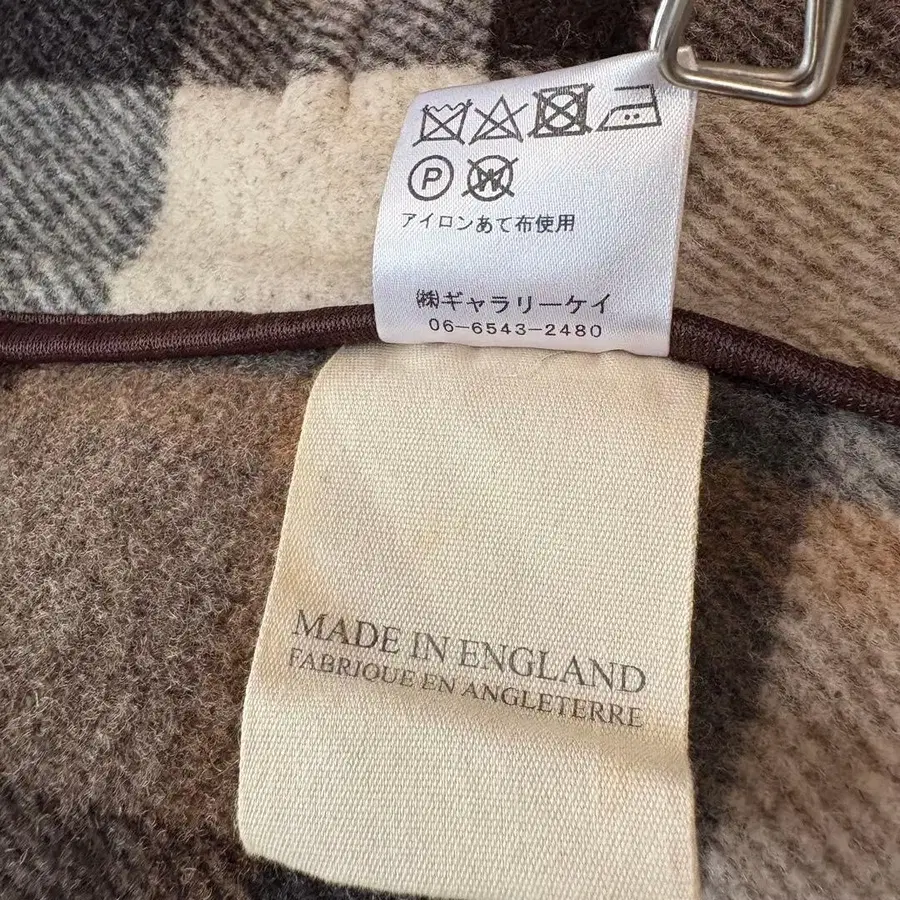 P W
アイロンあて布使用
㈱ギャラリーケイ
06-6543-2480
MADE IN ENGLAND
FABRIQUE EN ANGLETERRE